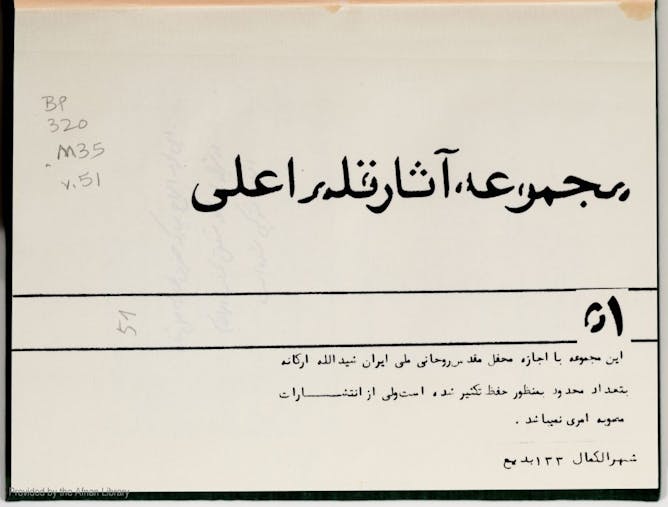 BP
320
M35
v.51
مجموعه آثار قلم اعلی
51
۵۱
این مجموعه با اجازه محفل مقدس روحانی ملی ایران شیدالله ارکانه
بتعداد محدود بمنظور حفظ تکثیر شده است ولی از انتشــــــارات
مصوبه امری نمیباشد .
شهرالکمال ۱۳۳ بدیع
Provided by the Afnan Library